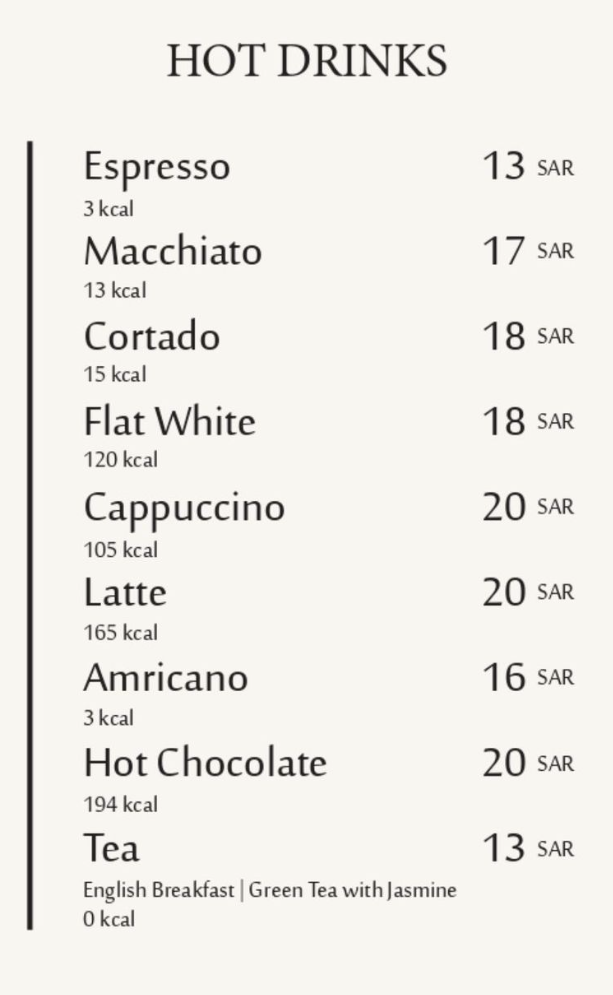 HOT DRINKS
Espresso 13 SAR
3 kcal
Macchiato 17 SAR
13 kcal
Cortado 18 SAR
15 kcal
Flat White 18 SAR
120 kcal
Cappuccino 20 SAR
105 kcal
Latte 20 SAR
165 kcal
Amricano 16 SAR
3 kcal
Hot Chocolate 20 SAR
194 kcal
Tea 13 SAR
English Breakfast | Green Tea with Jasmine
0 kcal